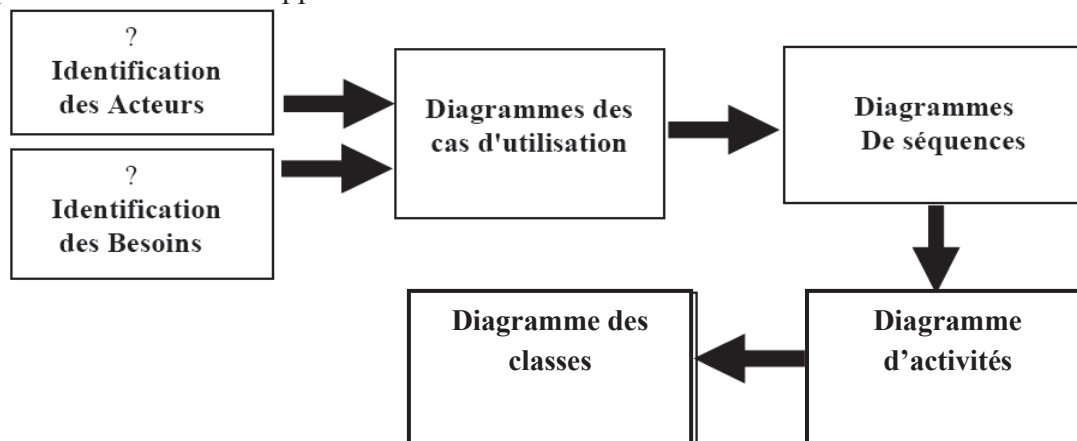 ?
Identification
des Acteurs
?
Identification
des Besoins
Diagrammes des
cas d'utilisation
Diagrammes
De séquences
Diagramme des
classes
Diagramme
d’activités